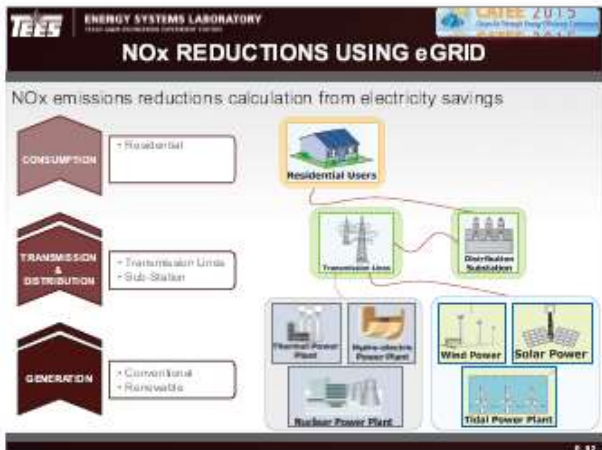 TEES
ENERGY SYSTEMS LABORATORY
CATEE 2015
NOx REDUCTIONS USING eGRID
NOx emissions reductions calculation from electricity savings
CONSUMPTION
• Residential
Residential Users
TRANSMISSION
&
DISTRIBUTION
• Transmission Lines
• Sub-Station
Transmission Lines
Distribution
Substation
GENERATION
• Conventional
• Renewable
Thermal Power
Plant
Hydro-electric
Power Plant
Nuclear Power Plant
Wind Power
Solar Power
Tidal Power Plant